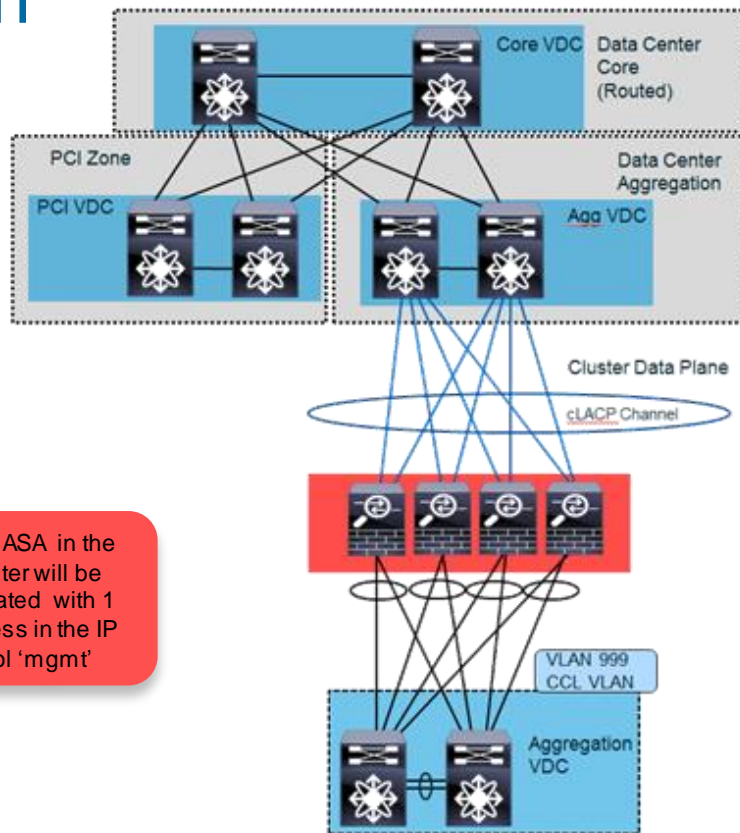 Core VDC
Data Center
Core
(Routed)
PCI Zone
PCI VDC
Data Center
Aggregation
Agg VDC
Cluster Data Plane
cLACP Channel
ASA in the
ter will be
ated with 1
ess in the IP
ol ‘mgmt’
VLAN 999
CCL VLAN
Aggregation
VDC